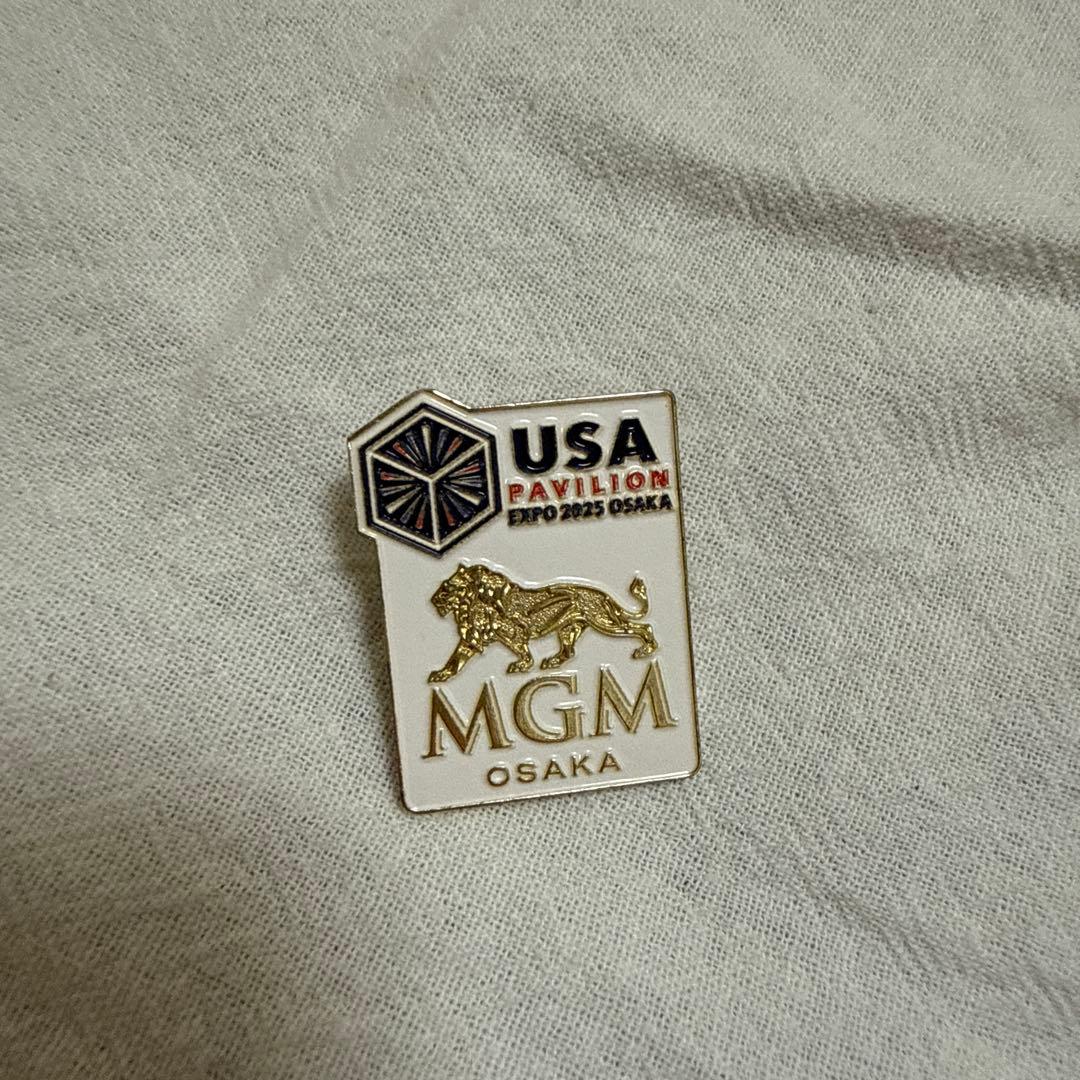 USA
PAVILION
EXPO 2025 OSAKA
MGM
OSAKA